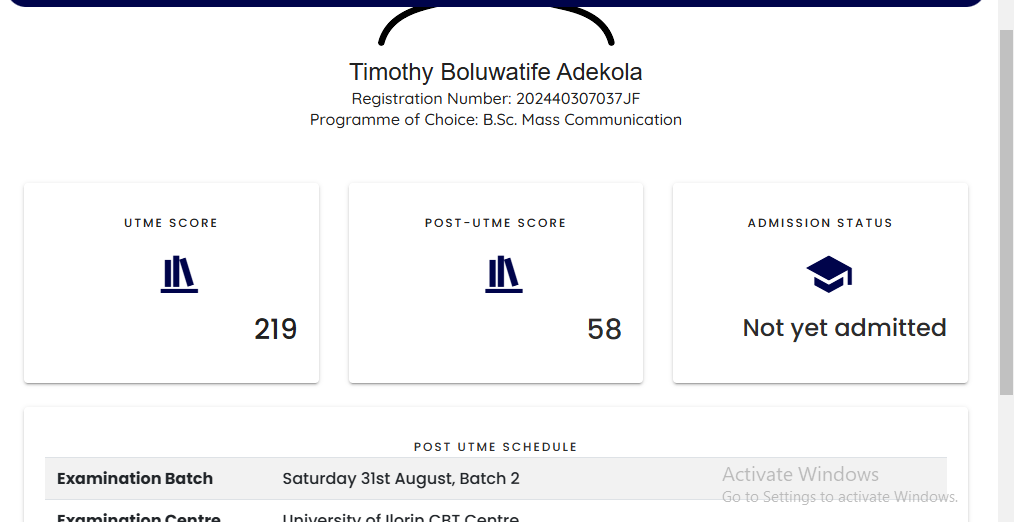 Timothy Boluwatife Adekola
Registration Number: 202440307037JF
Programme of Choice: B.Sc. Mass Communication
UTME SCORE
219
POST-UTME SCORE
58
ADMISSION STATUS
Not yet admitted
POST UTME SCHEDULE
Examination Batch Saturday 31st August, Batch 2
Examination Centre University of Ilorin CBT Centre
Activate Windows
Go to Settings to activate Windows.